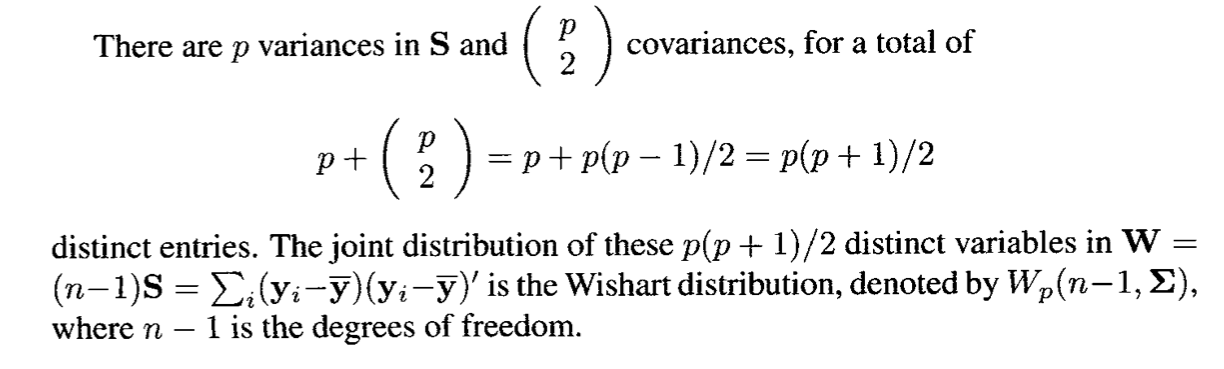 There are p variances in S and ( p 2 ) covariances, for a total of
p + ( p 2 ) = p + p(p − 1)/2 = p(p + 1)/2
distinct entries. The joint distribution of these p(p + 1)/2 distinct variables in W =
(n−1)S = ∑ᵢ(yᵢ−y̅)(yᵢ−y̅)′ is the Wishart distribution, denoted by Wₚ(n−1, Σ),
where n − 1 is the degrees of freedom.